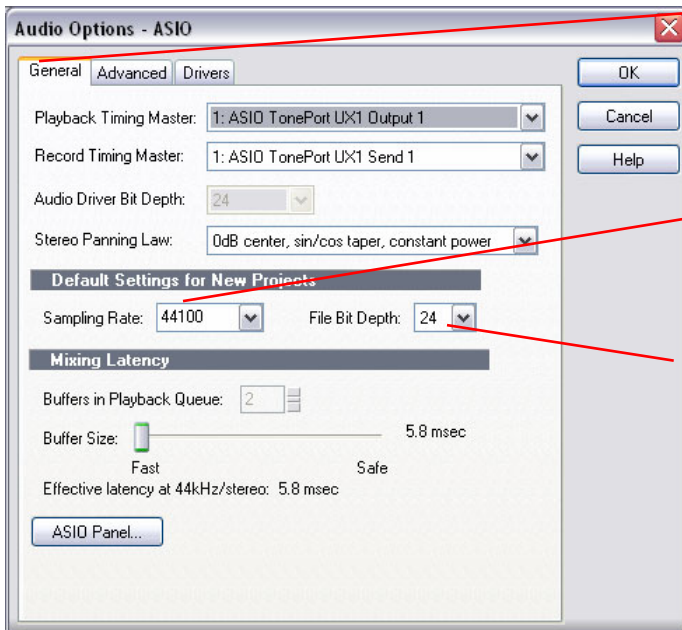 Audio Options - ASIO
General Advanced Drivers
OK
Playback Timing Master: 1: ASIO TonePort UX1 Output 1
Cancel
Record Timing Master: 1: ASIO TonePort UX1 Send 1
Help
Audio Driver Bit Depth: 24
Stereo Panning Law: 0dB center, sin/cos taper, constant power
Default Settings for New Projects
Sampling Rate: 44100 File Bit Depth: 24
Mixing Latency
Buffers in Playback Queue: 2
Buffer Size: 5.8 msec
Fast Safe
Effective latency at 44kHz/stereo: 5.8 msec
ASIO Panel...